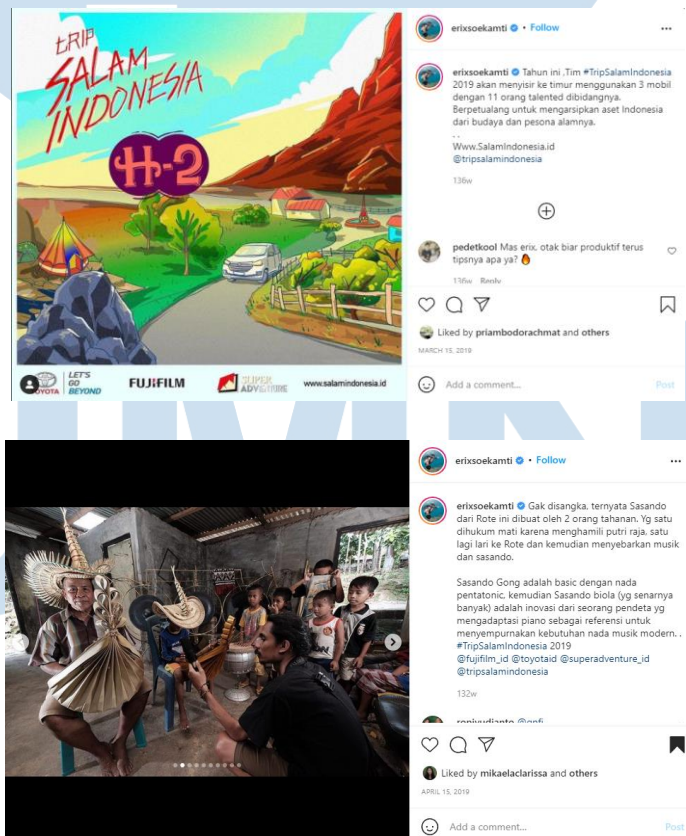 tRIP
SALAM
INDONESIA
H-2
TOYOTA
LET'S
GO
BEYOND
FUJIFILM
SUPER
ADVENTURE
www.salamindonesia.id
erixsoekamti • Follow
erixsoekamti Tahun ini ,Tim #TripSalamIndonesia
2019 akan menyisir ke timur menggunakan 3 mobil
dengan 11 orang talented dibidangnya.
Berpetualang untuk mengarsipkan aset Indonesia
dari budaya dan pesona alamnya.
. .
Www.SalamIndonesia.id
@tripsalamindonesia
136w
pedetkool Mas erix, otak biar produktif terus
tipsnya apa ya?
136w Reply
Liked by priambodorachmat and others
MARCH 15, 2019
Add a comment... Post
erixsoekamti • Follow
erixsoekamti Gak disangka, ternyata Sasando
dari Rote ini dibuat oleh 2 orang tahanan. Yg satu
dihukum mati karena menghamili putri raja, satu
lagi lari ke Rote dan kemudian menyebarkan musik
dan sasando.
Sasando Gong adalah basic dengan nada
pentatonic, kemudian Sasando biola (yg senarnya
banyak) adalah inovasi dari seorang pendeta yg
mengadaptasi piano sebagai referensi untuk
menyempurnakan kebutuhan nada musik modern. .
#TripSalamIndonesia 2019
@fujifilm_id @toyotaid @superadventure_id
@tripsalamindonesia
132w
Liked by mikaelaclarissa and others
APRIL 15, 2019
Add a comment... Post